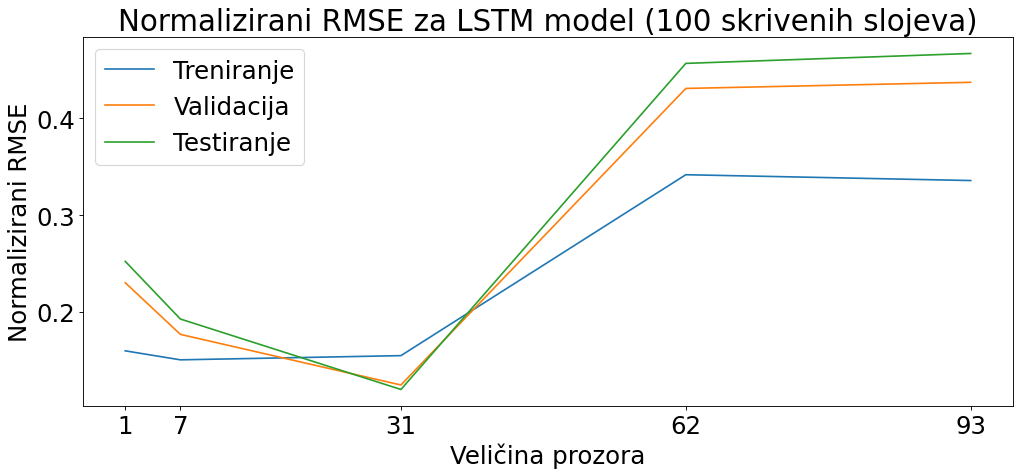 Normalizirani RMSE za LSTM model (100 skrivenih slojeva)
Treniranje
Validacija
Testiranje
Normalizirani RMSE
0.4
0.3
0.2
1 7 31 62 93
Veličina prozora